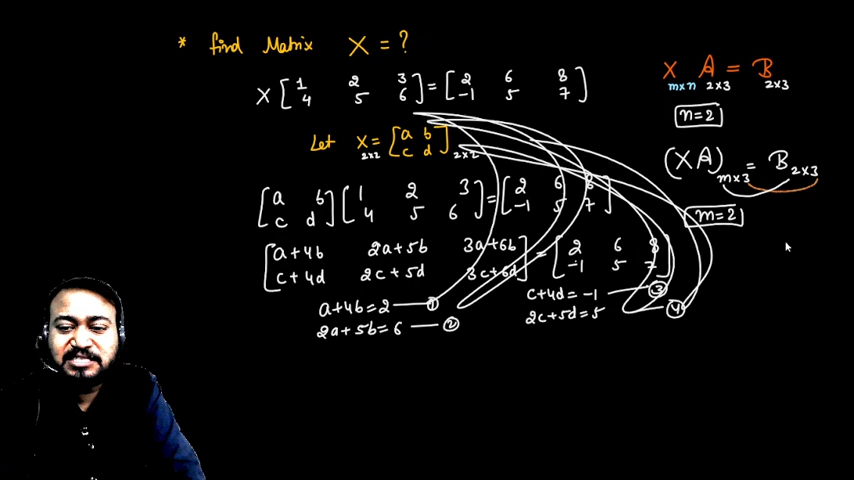 * find Matrix X = ?
X [ 1 2 3 ] = [ 2 6 8 ]
4 5 6 -1 5 7
Let X = [ a b ]
2x2 c d 2x2
[ a b ] [ 1 2 3 ] = [ 2 6 8 ]
c d 4 5 6 -1 5 7
[ a+4b 2a+5b 3a+6b ] = [ 2 6 8 ]
c+4d 2c+5d 3c+6d -1 5 7
a+4b=2 — ①
2a+5b=6 — ②
c+4d=-1 — ③
2c+5d=5 — ④
X A = B
mxn 2x3 2x3
n=2
(XA) = B
mx3 2x3
m=2